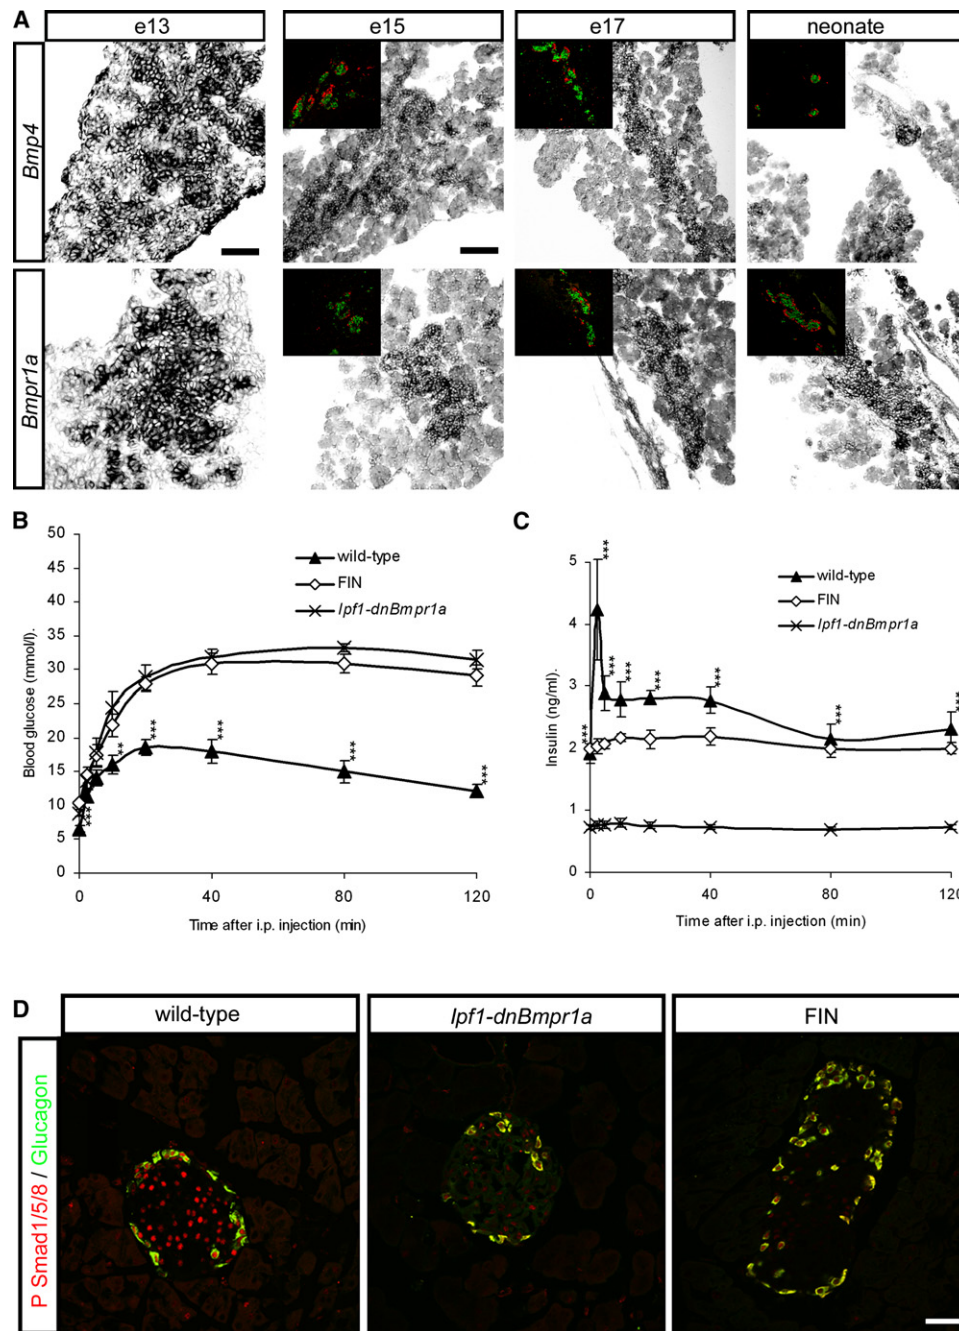 A
e13
e15
e17
neonate
Bmp4
Bmpr1a
B
50
45
40
35
30
25
20
15
10
5
0
Blood glucose (mmol/l).
wild-type
FIN
Ipf1-dnBmpr1a
***
**
***
***
***
***
0
40
80
120
Time after i.p. injection (min)
C
5
4
3
2
1
0
Insulin (ng/ml).
wild-type
FIN
Ipf1-dnBmpr1a
***
***
***
***
***
***
***
***
0
40
80
120
Time after i.p. injection (min)
D
wild-type
Ipf1-dnBmpr1a
FIN
P Smad1/5/8 / Glucagon